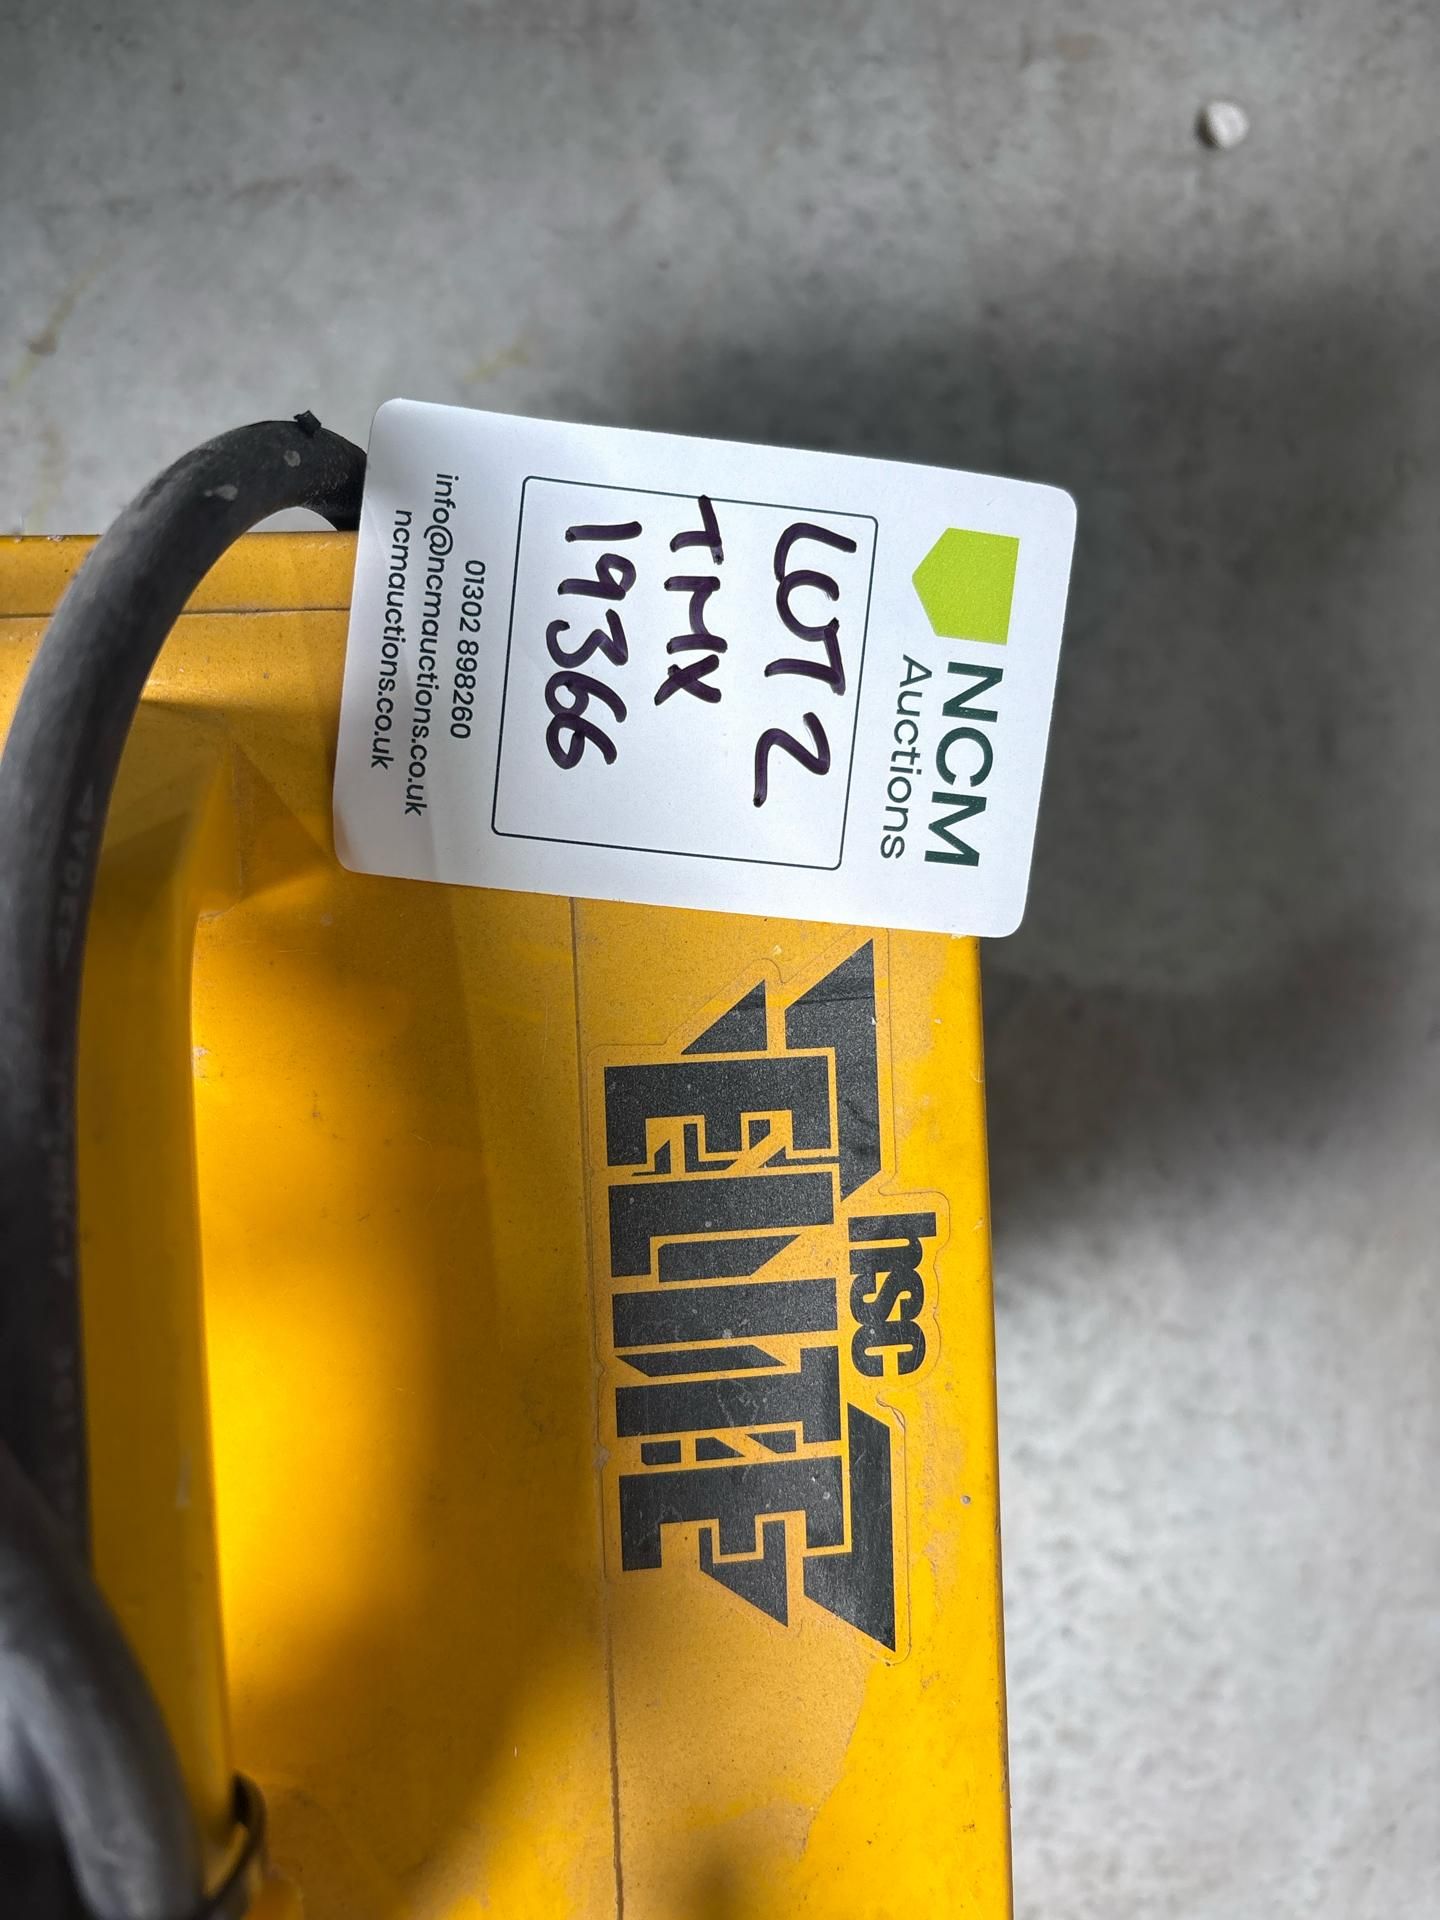 NCM
Auctions
LOT 2
TMX
19366
01302 898260
info@ncmauctions.co.uk
ncmauctions.co.uk
hsc
ELITE